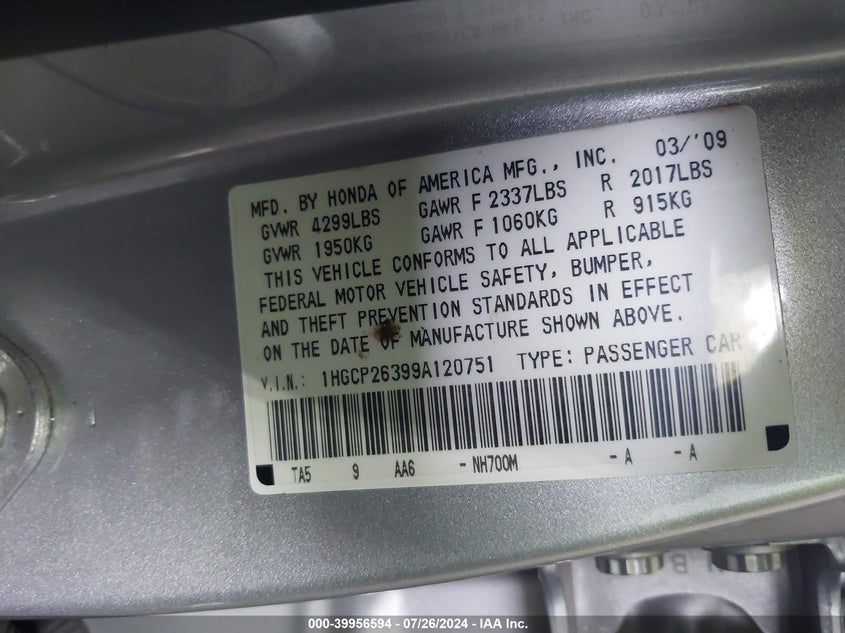 MFD. BY HONDA OF AMERICA MFG., INC. 03/'09
GVWR 4299LBS GAWR F 2337LBS R 2017LBS
GVWR 1950KG GAWR F 1060KG R 915KG
THIS VEHICLE CONFORMS TO ALL APPLICABLE
FEDERAL MOTOR VEHICLE SAFETY, BUMPER,
AND THEFT PREVENTION STANDARDS IN EFFECT
ON THE DATE OF MANUFACTURE SHOWN ABOVE.
V.I.N.: 1HGCP26399A120751 TYPE: PASSENGER CAR
TA5 9 AA6 - NH700M - A - A
000-39956594 - 07/26/2024 - IAA Inc.